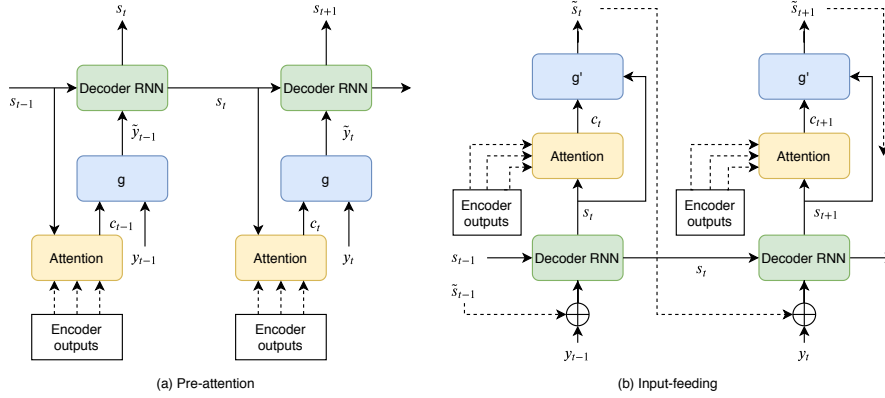 s_t
s_{t+1}
Decoder RNN
Decoder RNN
s_{t-1}
s_t
ỹ_{t-1}
ỹ_t
g
g
c_{t-1}
c_t
Attention
y_{t-1}
Attention
y_t
Encoder
outputs
Encoder
outputs
(a) Pre-attention
s̃_t
s̃_{t+1}
g'
g'
c_t
c_{t+1}
Attention
Attention
Encoder
outputs
Encoder
outputs
s_t
s_{t+1}
s_{t-1}
Decoder RNN
s_t
Decoder RNN
s̃_{t-1}
y_{t-1}
y_t
(b) Input-feeding